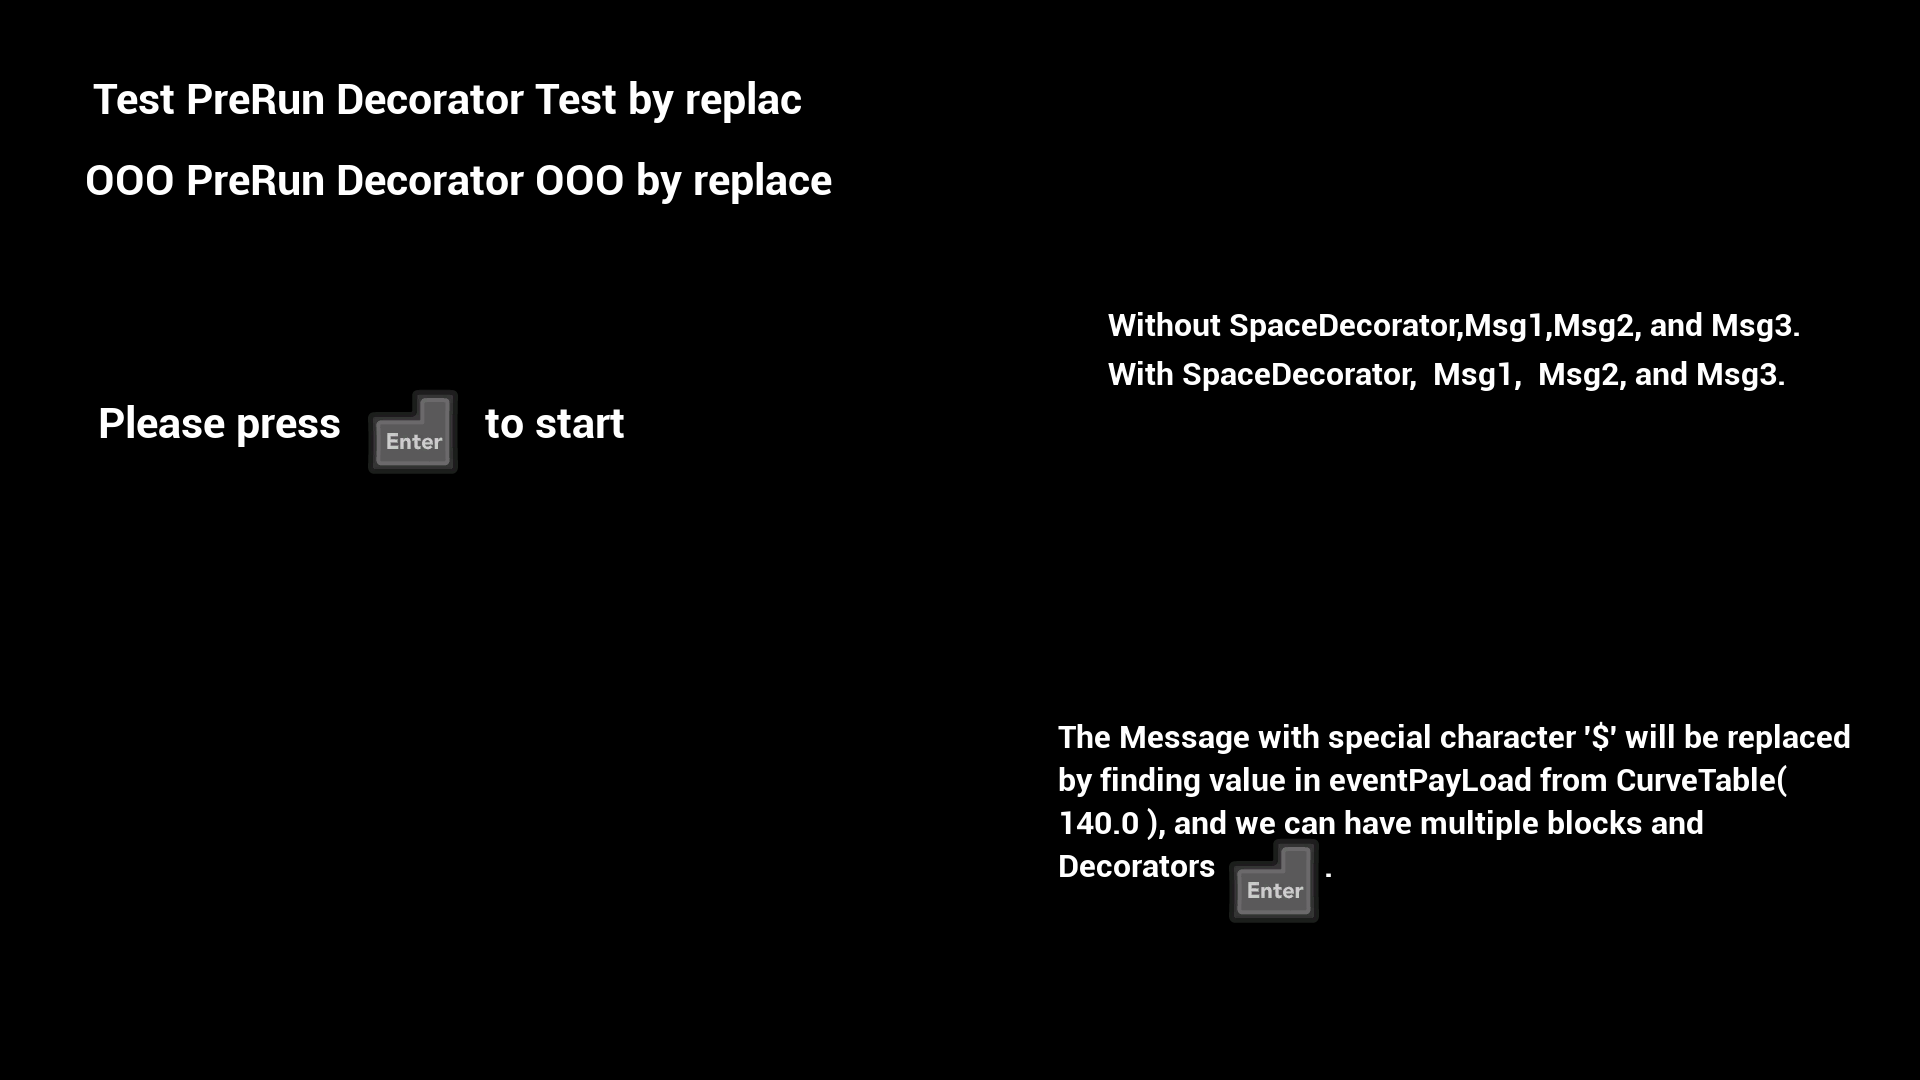 Test PreRun Decorator Test by replac
OOO PreRun Decorator OOO by replace
Please press Enter to start
Without SpaceDecorator,Msg1,Msg2, and Msg3.
With SpaceDecorator,  Msg1,  Msg2, and Msg3.
The Message with special character '$' will be replaced
by finding value in eventPayLoad from CurveTable(
140.0 ), and we can have multiple blocks and
Decorators Enter .